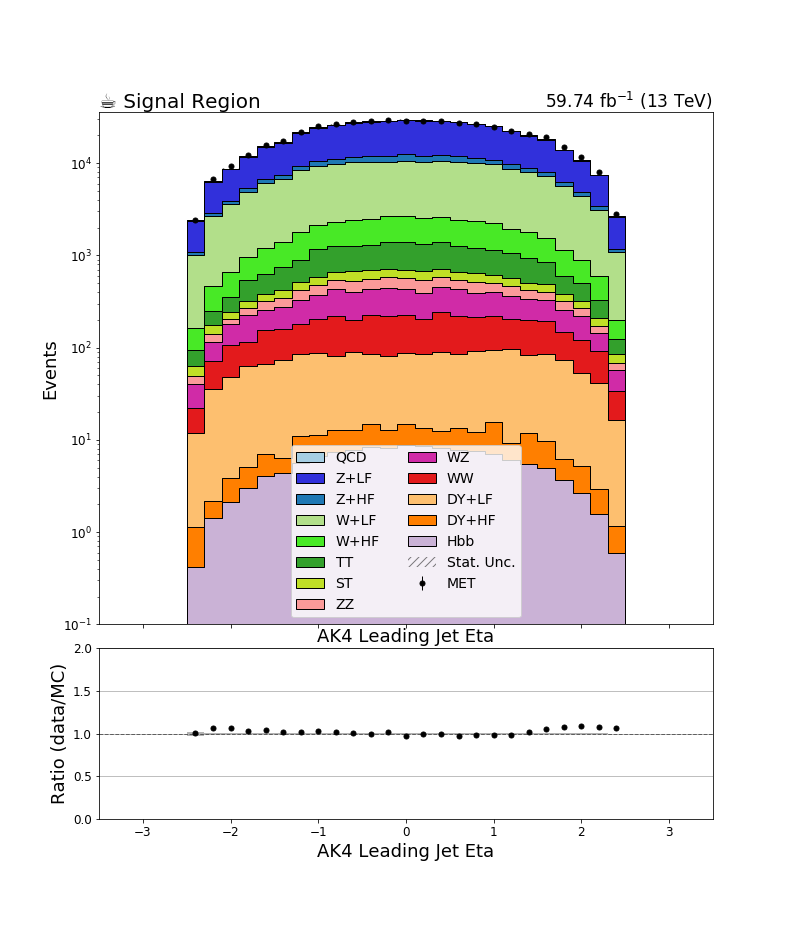 ☕ Signal Region 59.74 fb⁻¹ (13 TeV)
10⁴
10³
10²
10¹
10⁰
10⁻¹
Events
QCD WZ
Z+LF WW
Z+HF DY+LF
W+LF DY+HF
W+HF Hbb
TT Stat. Unc.
ST MET
ZZ
AK4 Leading Jet Eta
2.0
1.5
1.0
0.5
0.0
Ratio (data/MC)
−3 −2 −1 0 1 2 3
AK4 Leading Jet Eta